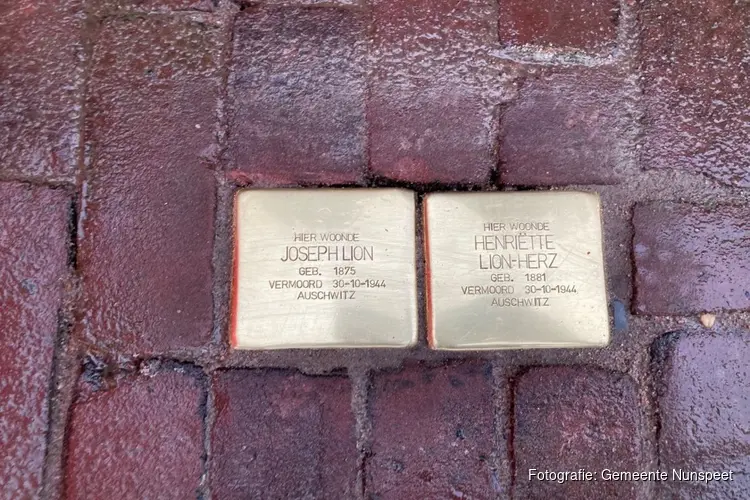 HIER WOONDE
JOSEPH LION
GEB. 1875
VERMOORD 30-10-1944
AUSCHWITZ
HIER WOONDE
HENRIËTTE
LION-HERZ
GEB. 1881
VERMOORD 30-10-1944
AUSCHWITZ
Fotografie: Gemeente Nunspeet